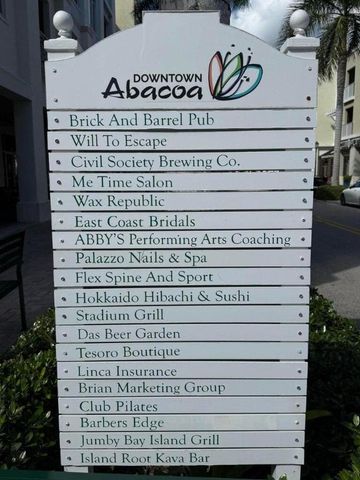 DOWNTOWN
Abacoa
Brick And Barrel Pub
Will To Escape
Civil Society Brewing Co.
Me Time Salon
Wax Republic
East Coast Bridals
ABBY'S Performing Arts Coaching
Palazzo Nails & Spa
Flex Spine And Sport
Hokkaido Hibachi & Sushi
Stadium Grill
Das Beer Garden
Tesoro Boutique
Linca Insurance
Brian Marketing Group
Club Pilates
Barbers Edge
Jumby Bay Island Grill
Island Root Kava Bar